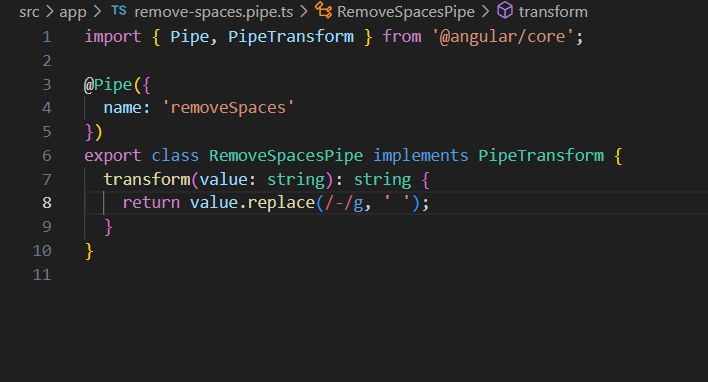 src > app > TS remove-spaces.pipe.ts > RemoveSpacesPipe > transform
1 import { Pipe, PipeTransform } from '@angular/core';
2
3 @Pipe({
4   name: 'removeSpaces'
5 })
6 export class RemoveSpacesPipe implements PipeTransform {
7   transform(value: string): string {
8     return value.replace(/-/g, ' ');
9   }
10 }
11